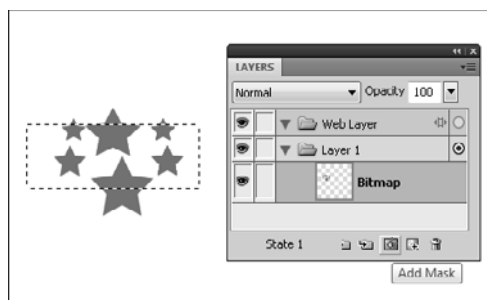 LAYERS
Normal Opacity 100
Web Layer
Layer 1
Bitmap
State 1
Add Mask